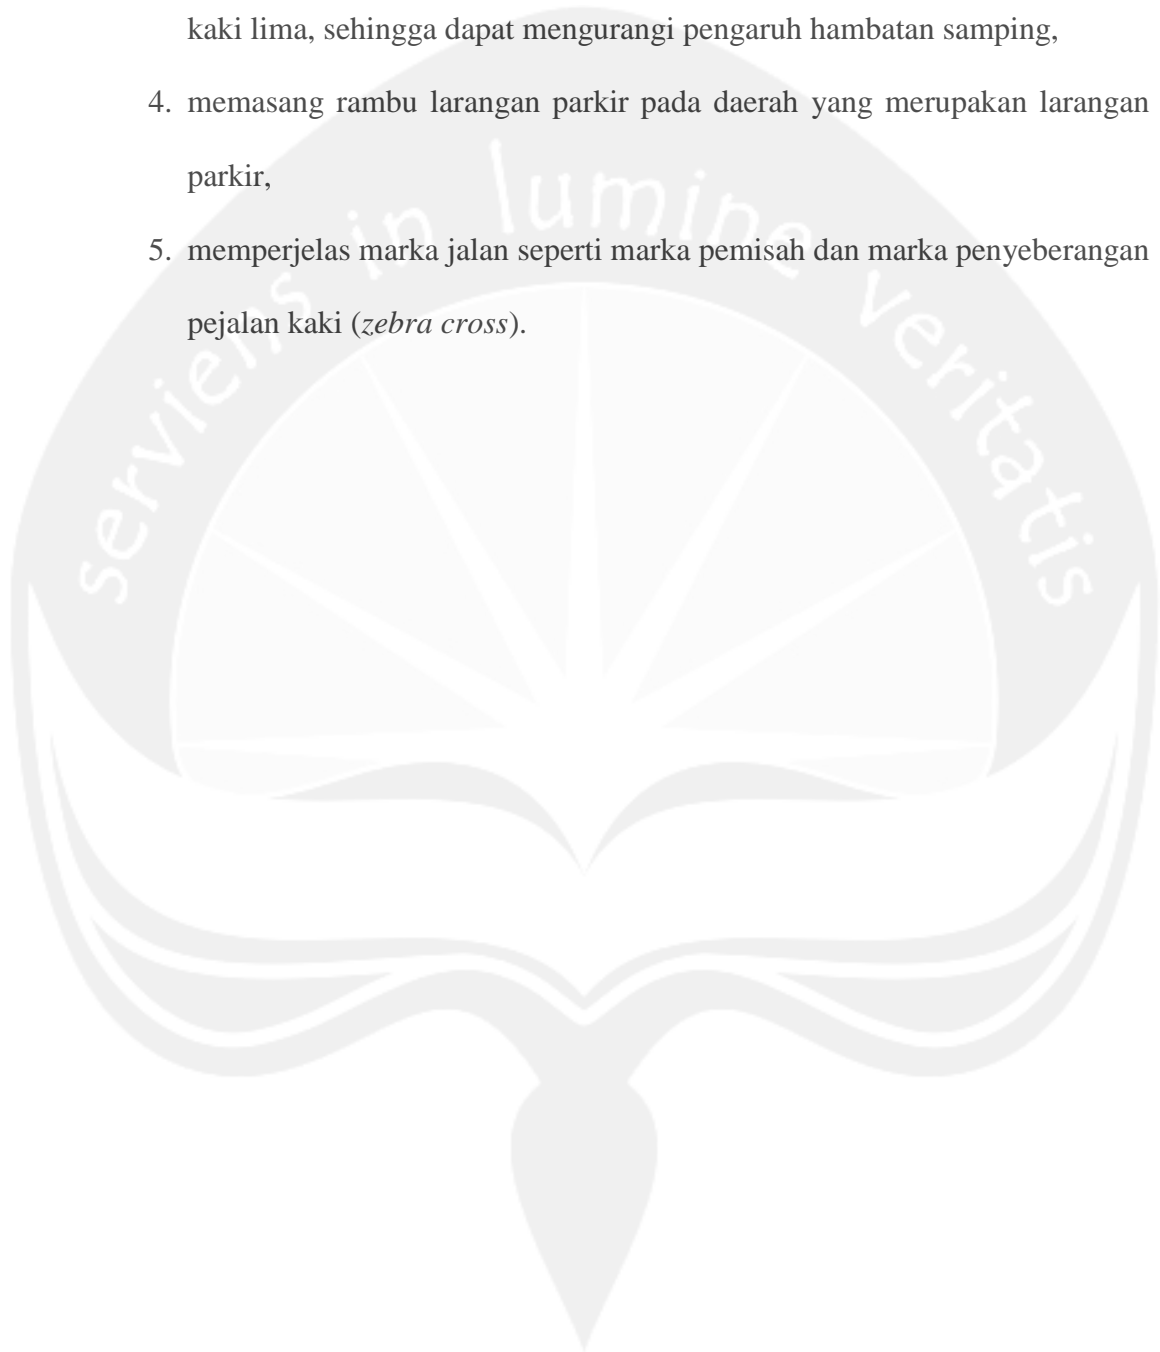 kaki lima, sehingga dapat mengurangi pengaruh hambatan samping,
4. memasang rambu larangan parkir pada daerah yang merupakan larangan
parkir,
5. memperjelas marka jalan seperti marka pemisah dan marka penyeberangan
pejalan kaki (zebra cross).
serviens in lumine veritatis